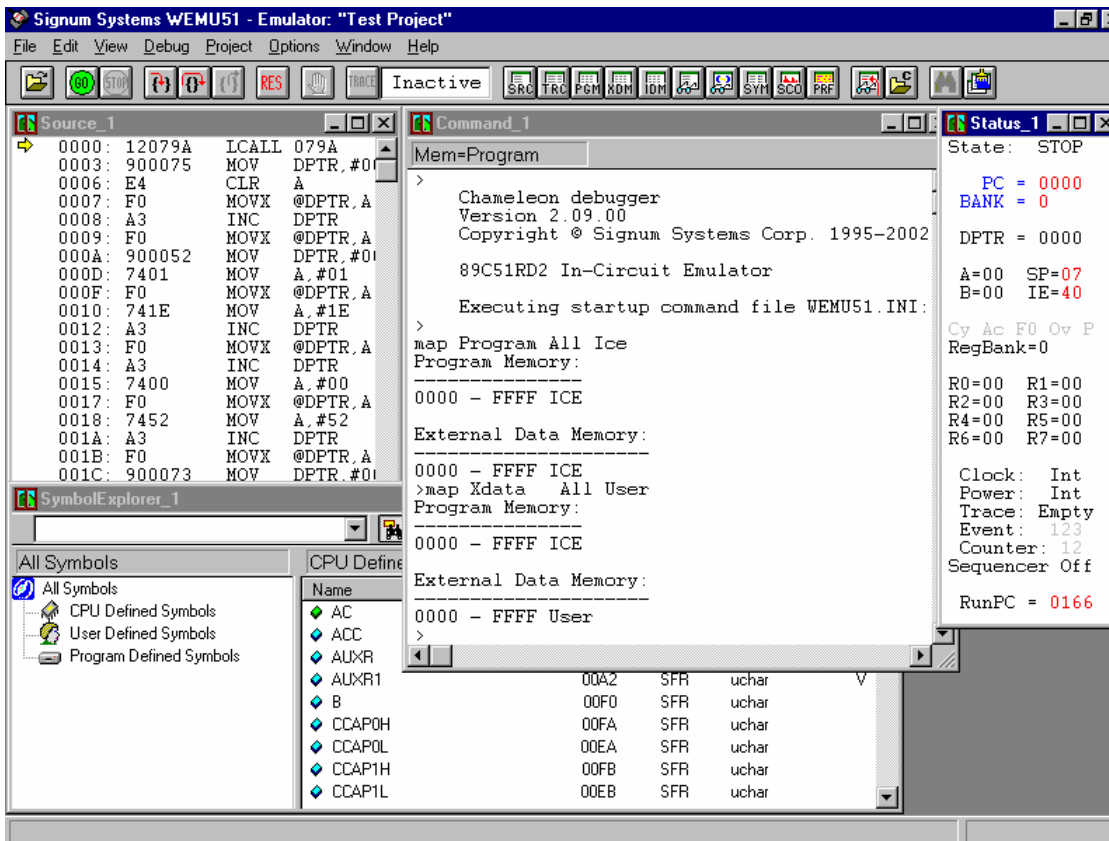 Signum Systems WEMU51 - Emulator: "Test Project"
File Edit View Debug Project Options Window Help
GO STOP RES TRACE Inactive SRC TRC PGM XDM IDM SYM SCO PRF C
Source_1
0000: 12079A LCALL 079A
0003: 900075 MOV DPTR,#0
0006: E4 CLR A
0007: F0 MOVX @DPTR,A
0008: A3 INC DPTR
0009: F0 MOVX @DPTR,A
000A: 900052 MOV DPTR,#0
000D: 7401 MOV A,#01
000F: F0 MOVX @DPTR,A
0010: 741E MOV A,#1E
0012: A3 INC DPTR
0013: F0 MOVX @DPTR,A
0014: A3 INC DPTR
0015: 7400 MOV A,#00
0017: F0 MOVX @DPTR,A
0018: 7452 MOV A,#52
001A: A3 INC DPTR
001B: F0 MOVX @DPTR,A
001C: 900073 MOV DPTR,#0
Command_1
Mem=Program
>
Chameleon debugger
Version 2.09.00
Copyright © Signum Systems Corp. 1995-2002
89C51RD2 In-Circuit Emulator
Executing startup command file WEMU51.INI:
>
map Program All Ice
Program Memory:
---------------
0000 - FFFF ICE
External Data Memory:
---------------------
0000 - FFFF ICE
>map Xdata All User
Program Memory:
---------------
0000 - FFFF ICE
External Data Memory:
---------------------
0000 - FFFF User
>
Status_1
State: STOP
PC = 0000
BANK = 0
DPTR = 0000
A=00 SP=07
B=00 IE=40
Cy Ac F0 Ov P
RegBank=0
R0=00 R1=00
R2=00 R3=00
R4=00 R5=00
R6=00 R7=00
Clock: Int
Power: Int
Trace: Empty
Event: 123
Counter: 12
Sequencer Off
RunPC = 0166
SymbolExplorer_1
All Symbols
All Symbols
CPU Defined Symbols
User Defined Symbols
Program Defined Symbols
CPU Define
Name
AC
ACC
AUXR
AUXR1 00A2 SFR uchar V
B 00F0 SFR uchar
CCAP0H 00FA SFR uchar
CCAP0L 00EA SFR uchar
CCAP1H 00FB SFR uchar
CCAP1L 00EB SFR uchar